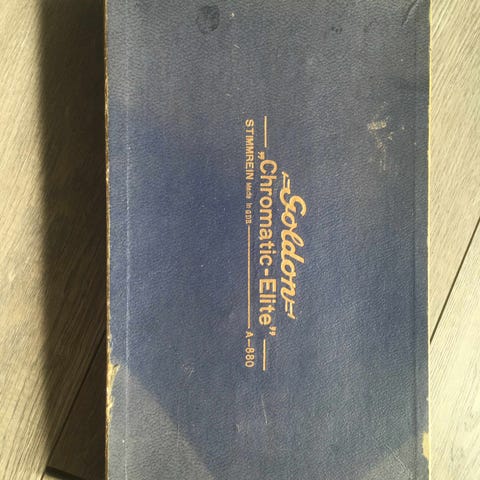 "Goldon"
„Chromatic-Elite”
STIMMREIN Made in GDR A-880